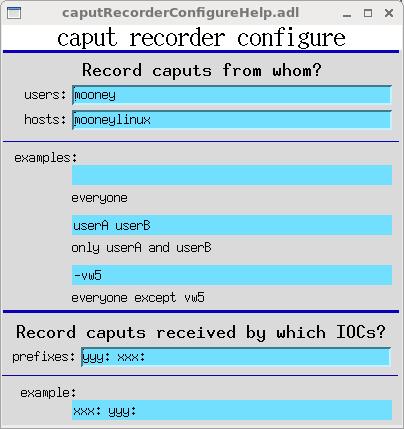 caputRecorderConfigureHelp.adl
caput recorder configure
Record caputs from whom?
users: mooney
hosts: mooneylinux
examples:
everyone
userA userB
only userA and userB
-vw5
everyone except vw5
Record caputs received by which IOCs?
prefixes: yyy: xxx:
example:
xxx: yyy: